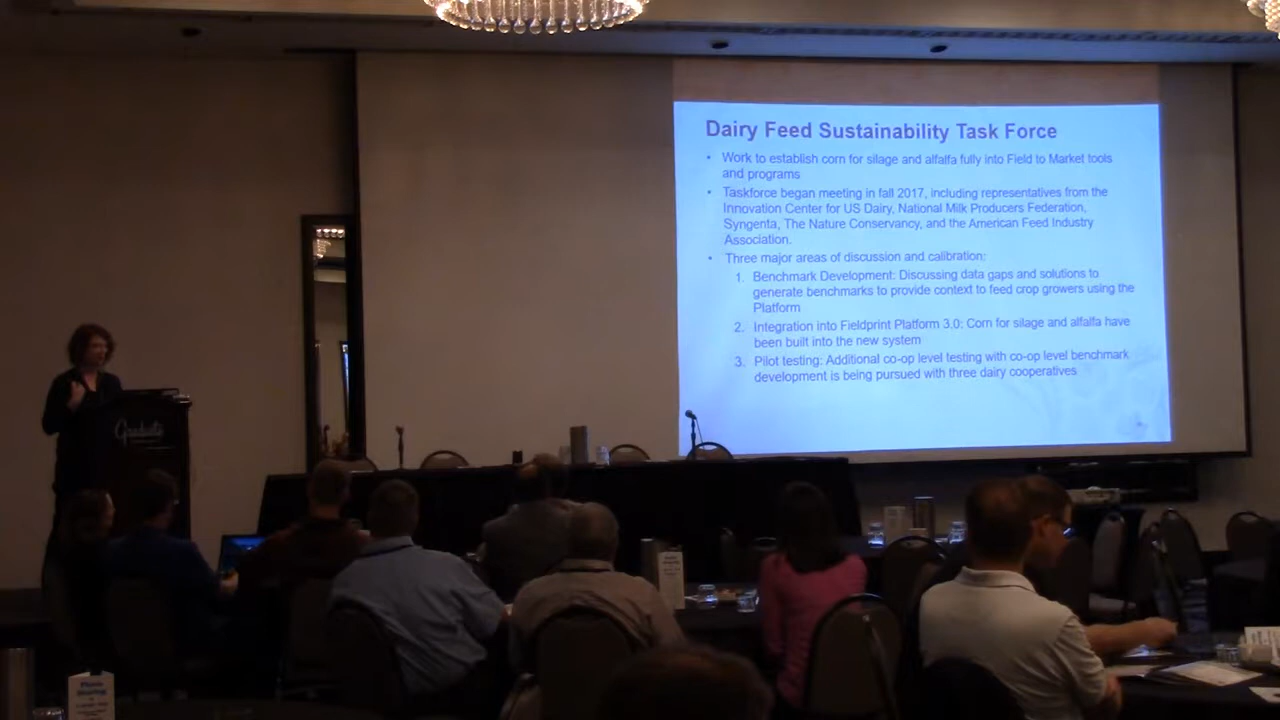 Dairy Feed Sustainability Task Force
• Work to establish corn for silage and alfalfa fully into Field to Market tools
and programs
• Taskforce began meeting in fall 2017, including representatives from the
Innovation Center for US Dairy, National Milk Producers Federation,
Syngenta, The Nature Conservancy, and the American Feed Industry
Association.
• Three major areas of discussion and calibration:
1. Benchmark Development: Discussing data gaps and solutions to
generate benchmarks to provide context to feed crop growers using the
Platform
2. Integration into Fieldprint Platform 3.0: Corn for silage and alfalfa have
been built into the new system
3. Pilot testing: Additional co-op level testing with co-op level benchmark
development is being pursued with three dairy cooperatives
Graduate